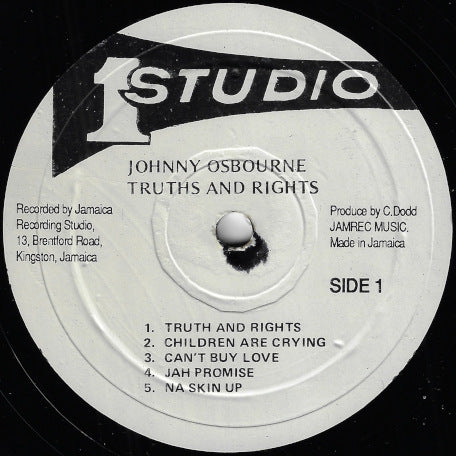 1 STUDIO
JOHNNY OSBOURNE
TRUTHS AND RIGHTS
Recorded by Jamaica
Recording Studio,
13, Brentford Road,
Kingston, Jamaica
Produce by C.Dodd
JAMREC MUSIC.
Made in Jamaica
SIDE 1
1. TRUTH AND RIGHTS
2. CHILDREN ARE CRYING
3. CAN'T BUY LOVE
4. JAH PROMISE
5. NA SKIN UP